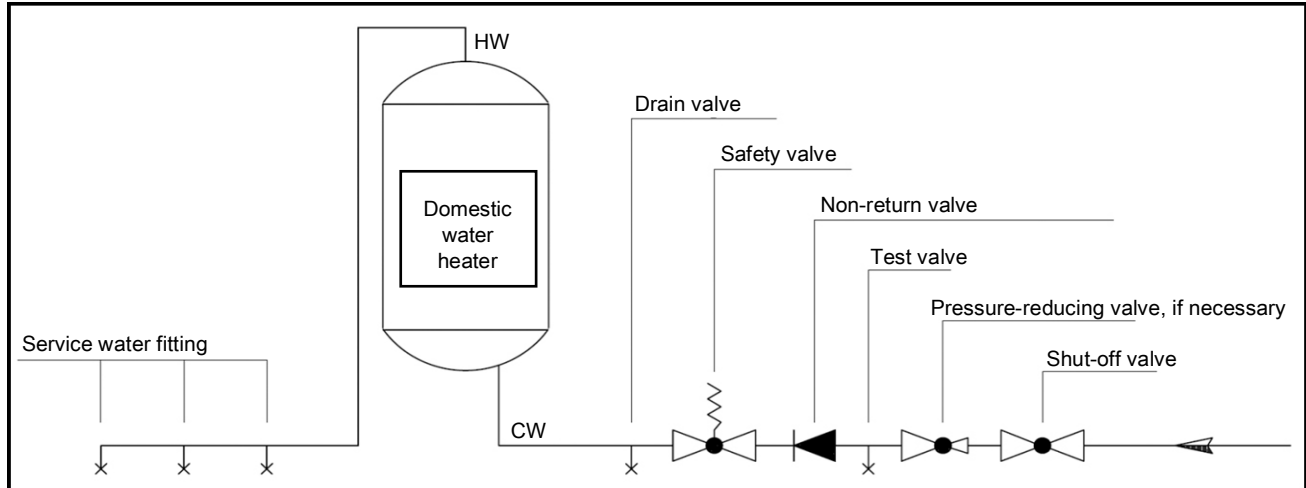 HW
Drain valve
Safety valve
Domestic
water
heater
Non-return valve
Test valve
Pressure-reducing valve, if necessary
Service water fitting
Shut-off valve
CW